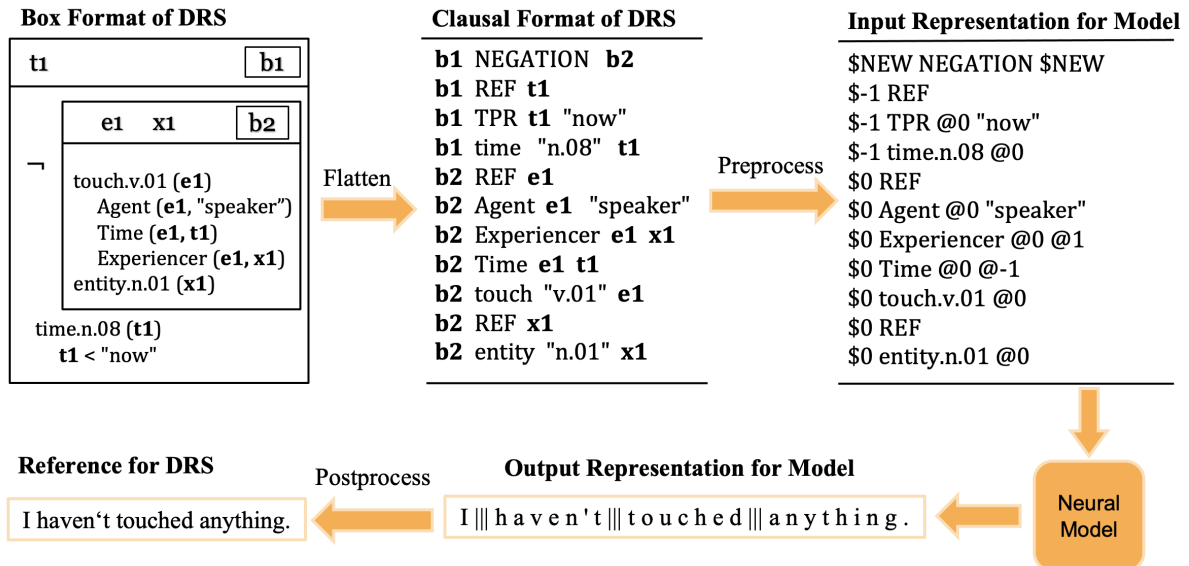 Box Format of DRS
t1 b1
¬
e1 x1 b2
touch.v.01 (e1)
Agent (e1, "speaker")
Time (e1, t1)
Experiencer (e1, x1)
entity.n.01 (x1)
time.n.08 (t1)
t1 < "now"
Flatten
Clausal Format of DRS
b1 NEGATION b2
b1 REF t1
b1 TPR t1 "now"
b1 time "n.08" t1
b2 REF e1
b2 Agent e1 "speaker"
b2 Experiencer e1 x1
b2 Time e1 t1
b2 touch "v.01" e1
b2 REF x1
b2 entity "n.01" x1
Preprocess
Input Representation for Model
$NEW NEGATION $NEW
$-1 REF
$-1 TPR @0 "now"
$-1 time.n.08 @0
$0 REF
$0 Agent @0 "speaker"
$0 Experiencer @0 @1
$0 Time @0 @-1
$0 touch.v.01 @0
$0 REF
$0 entity.n.01 @0
Neural
Model
Output Representation for Model
I ||| h a v e n ' t ||| t o u c h e d ||| a n y t h i n g .
Postprocess
Reference for DRS
I haven‘t touched anything.